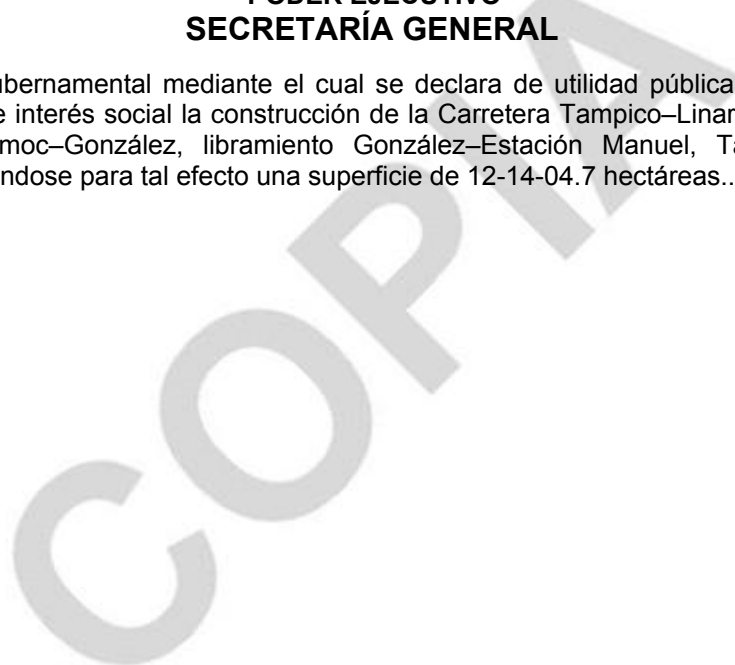 PODER EJECUTIVO
SECRETARÍA GENERAL
ubernamental mediante el cual se declara de utilidad pública
e interés social la construcción de la Carretera Tampico–Linar
moc–González, libramiento González–Estación Manuel, Ta
ndose para tal efecto una superficie de 12-14-04.7 hectáreas..
COPIA